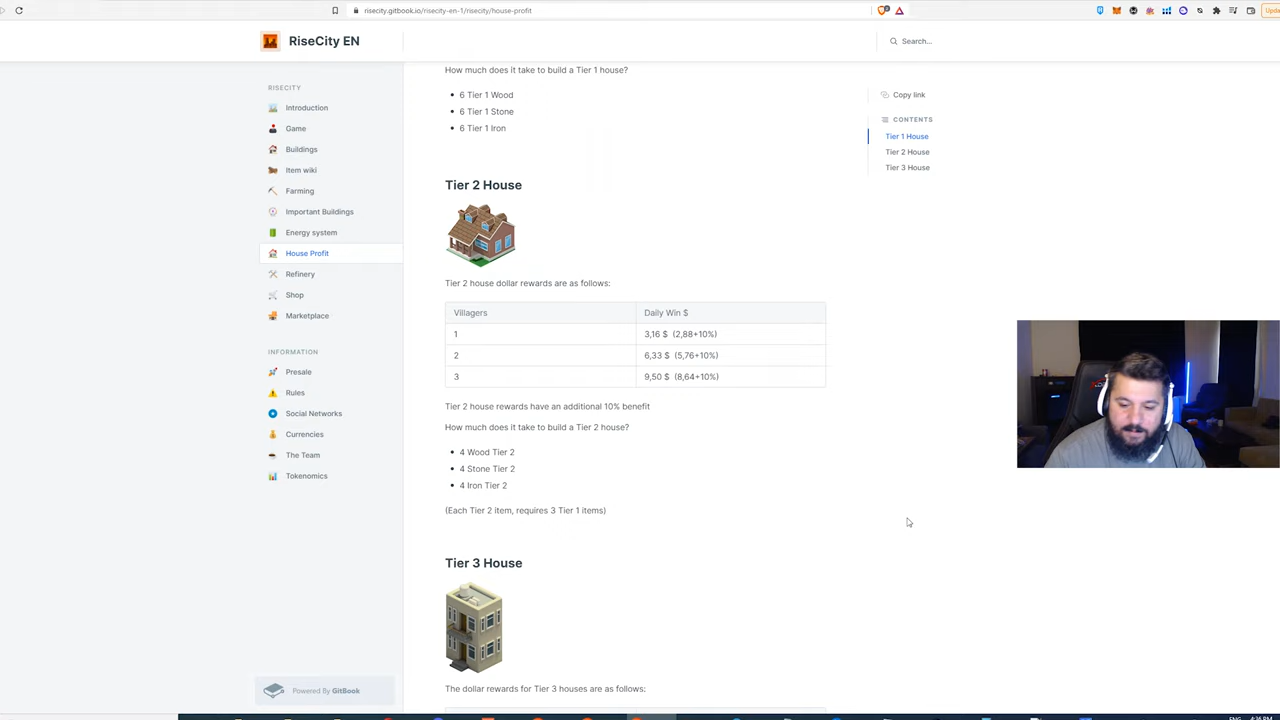 risecity.gitbook.io/risecity-en-1/risecity/house-profit
RiseCity EN
Search...
RISECITY
Introduction
Game
Buildings
Item wiki
Farming
Important Buildings
Energy system
House Profit
Refinery
Shop
Marketplace
INFORMATION
Presale
Rules
Social Networks
Currencies
The Team
Tokenomics
Powered By GitBook
How much does it take to build a Tier 1 house?
• 6 Tier 1 Wood
• 6 Tier 1 Stone
• 6 Tier 1 Iron
Tier 2 House
Tier 2 house dollar rewards are as follows:
Villagers Daily Win $
1 3,16 $ (2,88+10%)
2 6,33 $ (5,76+10%)
3 9,50 $ (8,64+10%)
Tier 2 house rewards have an additional 10% benefit
How much does it take to build a Tier 2 house?
• 4 Wood Tier 2
• 4 Stone Tier 2
• 4 Iron Tier 2
(Each Tier 2 item, requires 3 Tier 1 items)
Tier 3 House
The dollar rewards for Tier 3 houses are as follows:
Copy link
CONTENTS
Tier 1 House
Tier 2 House
Tier 3 House
ENG 4:36 PM